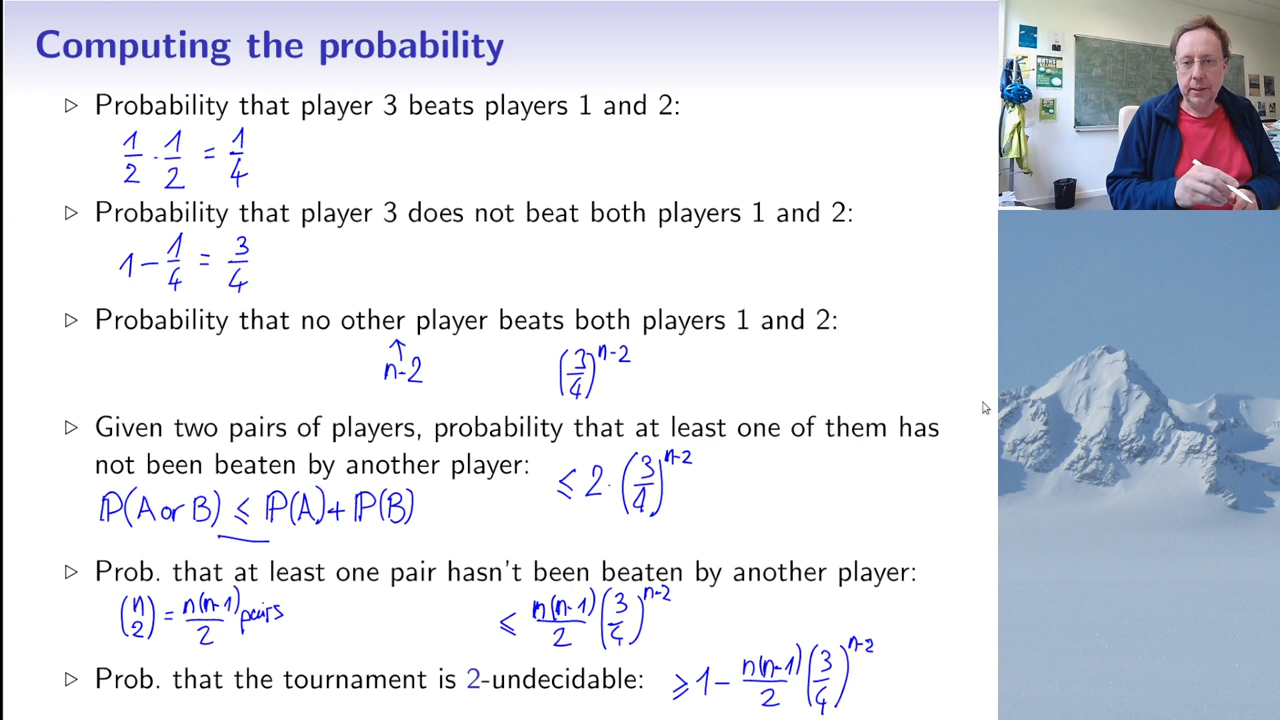 Computing the probability
▷ Probability that player 3 beats players 1 and 2:
1/2 · 1/2 = 1/4
▷ Probability that player 3 does not beat both players 1 and 2:
1 − 1/4 = 3/4
▷ Probability that no other player beats both players 1 and 2:
↑
n-2 (3/4)^{n-2}
▷ Given two pairs of players, probability that at least one of them has
not been beaten by another player: ≤ 2·(3/4)^{n-2}
ℙ(A or B) ≤ ℙ(A)+ ℙ(B)
▷ Prob. that at least one pair hasn't been beaten by another player:
(n 2) = n(n-1)/2 pairs ≤ n(n-1)/2 (3/4)^{n-2}
▷ Prob. that the tournament is 2-undecidable: ≥ 1 − n(n-1)/2 (3/4)^{n-2}